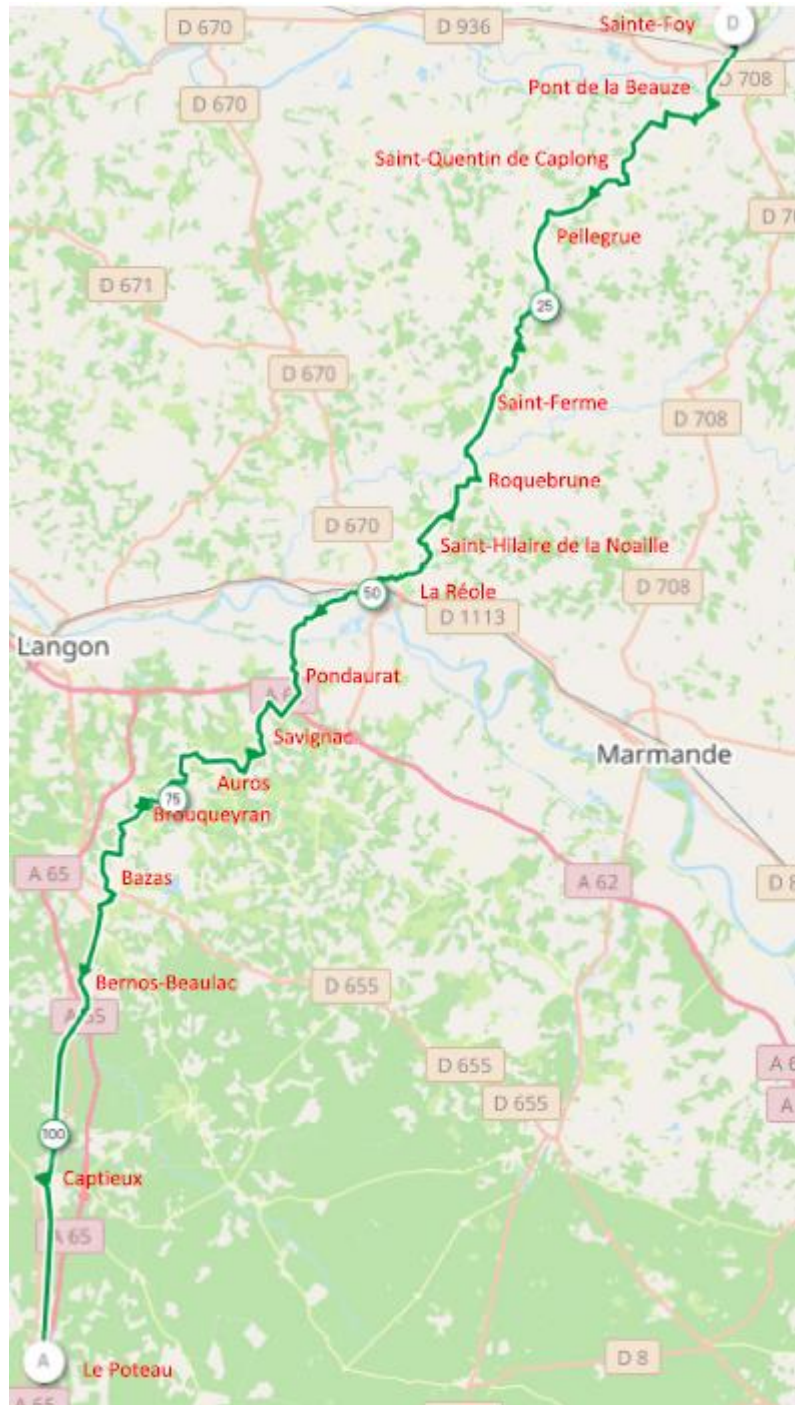 Sainte-Foy
D
D 670
D 936
Pont de la Beauze
D 708
D 670
Saint-Quentin de Caplong
Pellegrue
D 671
25
D 670
Saint-Ferme
D 708
Roquebrune
D 670
Saint-Hilaire de la Noaille
La Réole
50
D 708
D 1113
Langon
Pondaurat
Savignac
Marmande
Auros
75
Brouqueyran
A 65
Bazas
A 62
Bernos-Beaulac
D 655
A 65
D 655
D 655
100
Captieux
A 65
A
Le Poteau
D 8
A 65